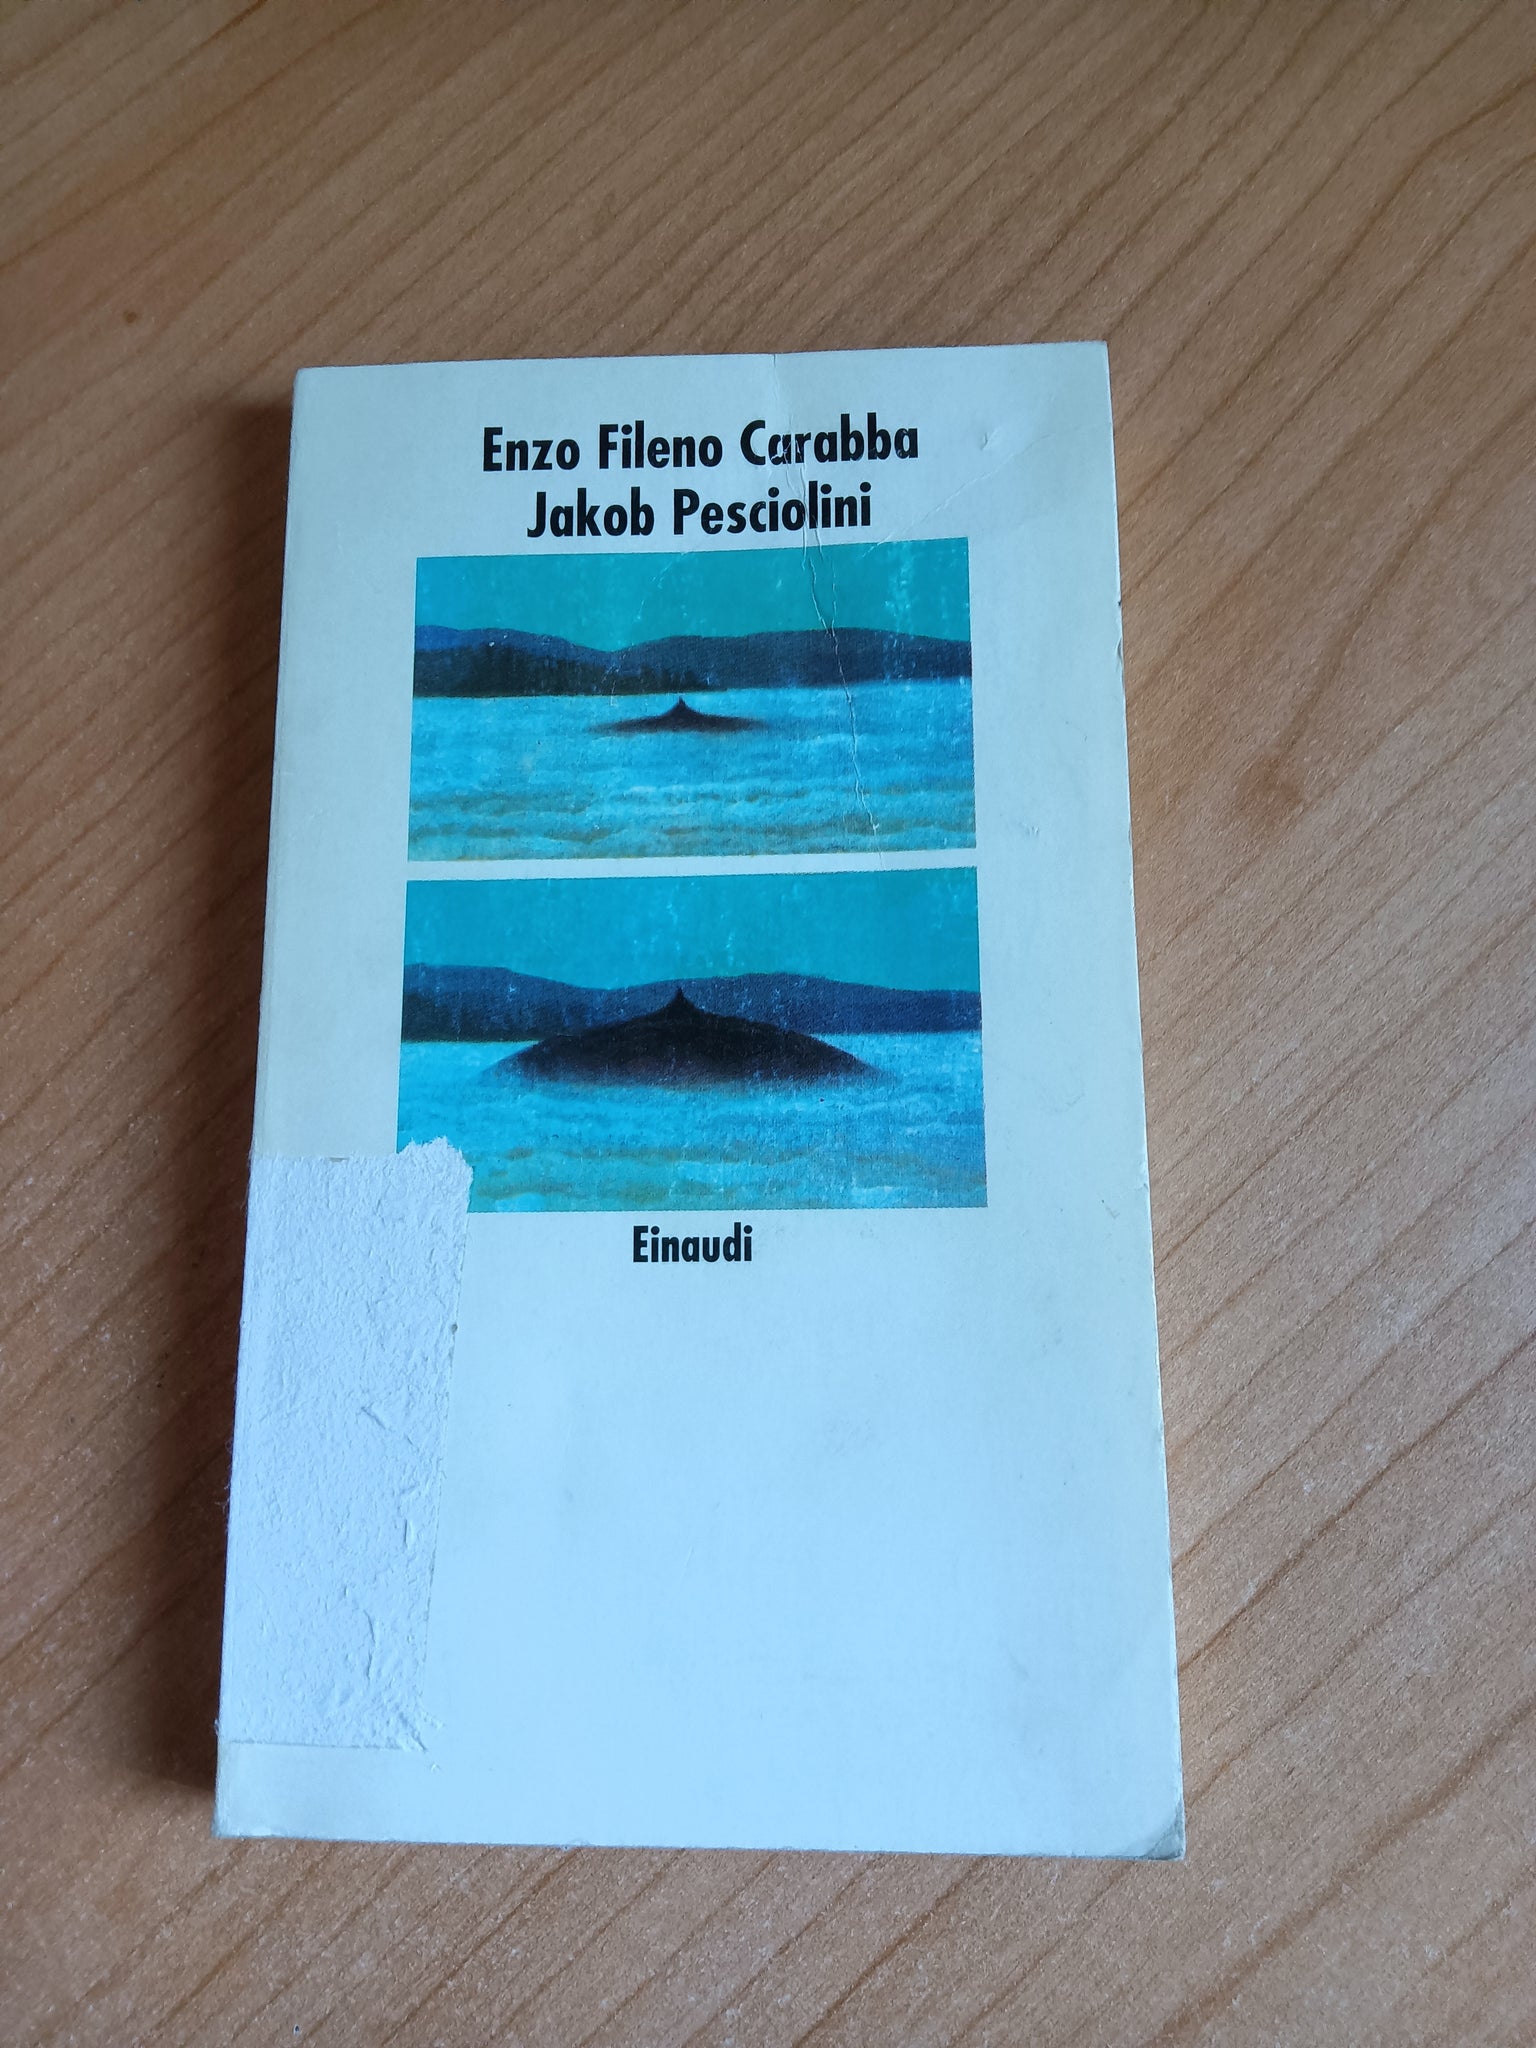 Enzo Fileno Carabba
Jakob Pesciolini
Einaudi